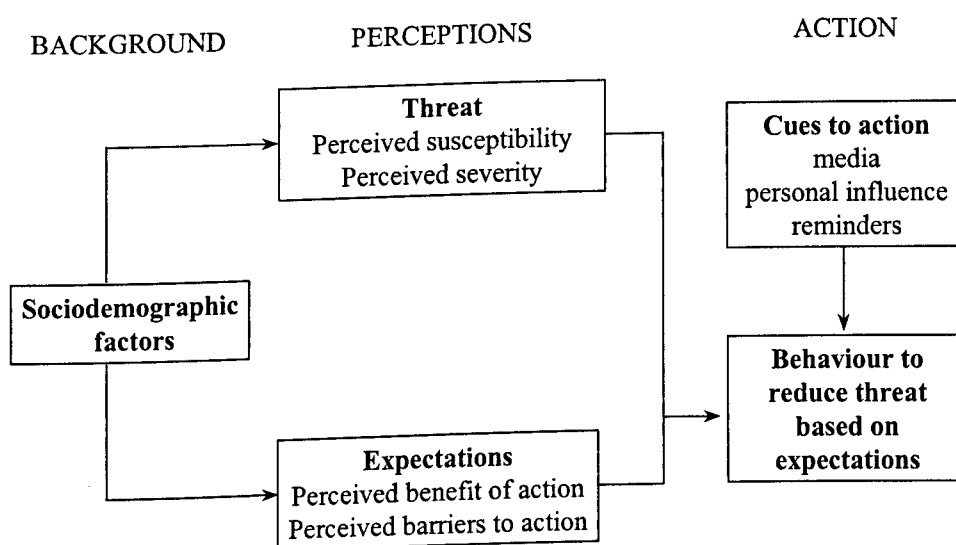 BACKGROUND
PERCEPTIONS
ACTION
Threat
Perceived susceptibility
Perceived severity
Cues to action
media
personal influence
reminders
Sociodemographic
factors
Behaviour to
reduce threat
based on
expectations
Expectations
Perceived benefit of action
Perceived barriers to action